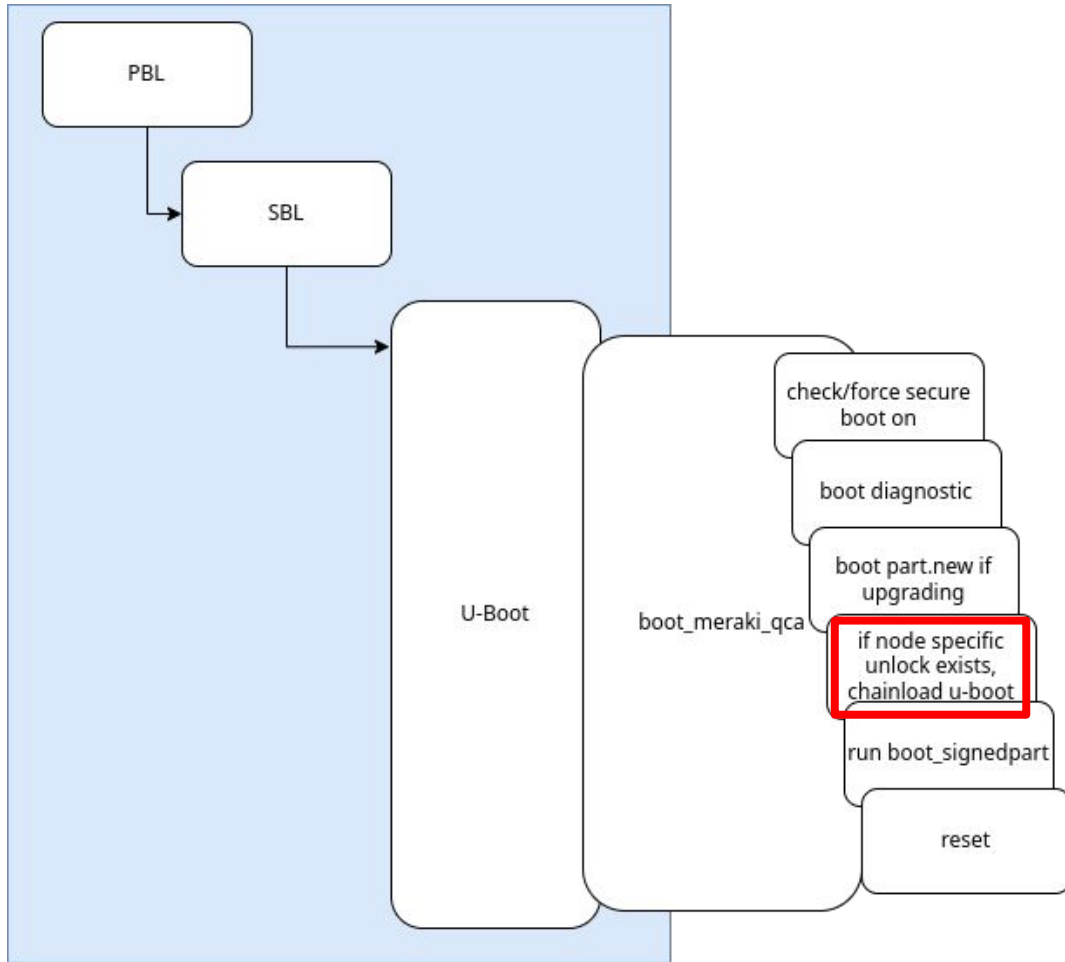 PBL
SBL
U-Boot
boot_meraki_qca
check/force secure
boot on
boot diagnostic
boot part.new if
upgrading
if node specific
unlock exists,
chainload u-boot
run boot_signedpart
reset